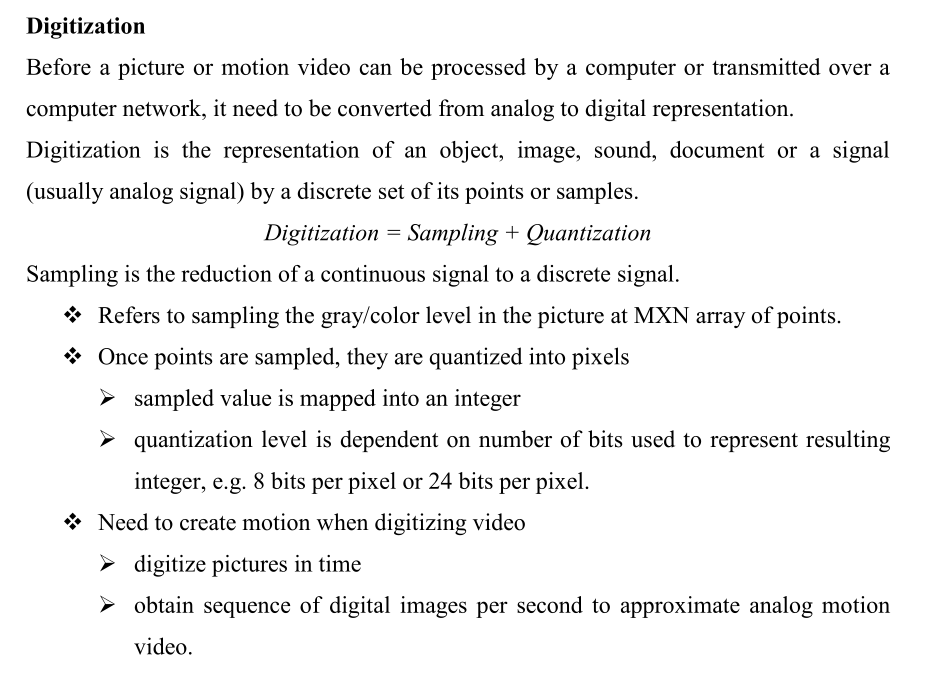 Digitization
Before a picture or motion video can be processed by a computer or transmitted over a
computer network, it need to be converted from analog to digital representation.
Digitization is the representation of an object, image, sound, document or a signal
(usually analog signal) by a discrete set of its points or samples.
Digitization = Sampling + Quantization
Sampling is the reduction of a continuous signal to a discrete signal.
❖ Refers to sampling the gray/color level in the picture at MXN array of points.
❖ Once points are sampled, they are quantized into pixels
➢ sampled value is mapped into an integer
➢ quantization level is dependent on number of bits used to represent resulting
integer, e.g. 8 bits per pixel or 24 bits per pixel.
❖ Need to create motion when digitizing video
➢ digitize pictures in time
➢ obtain sequence of digital images per second to approximate analog motion
video.